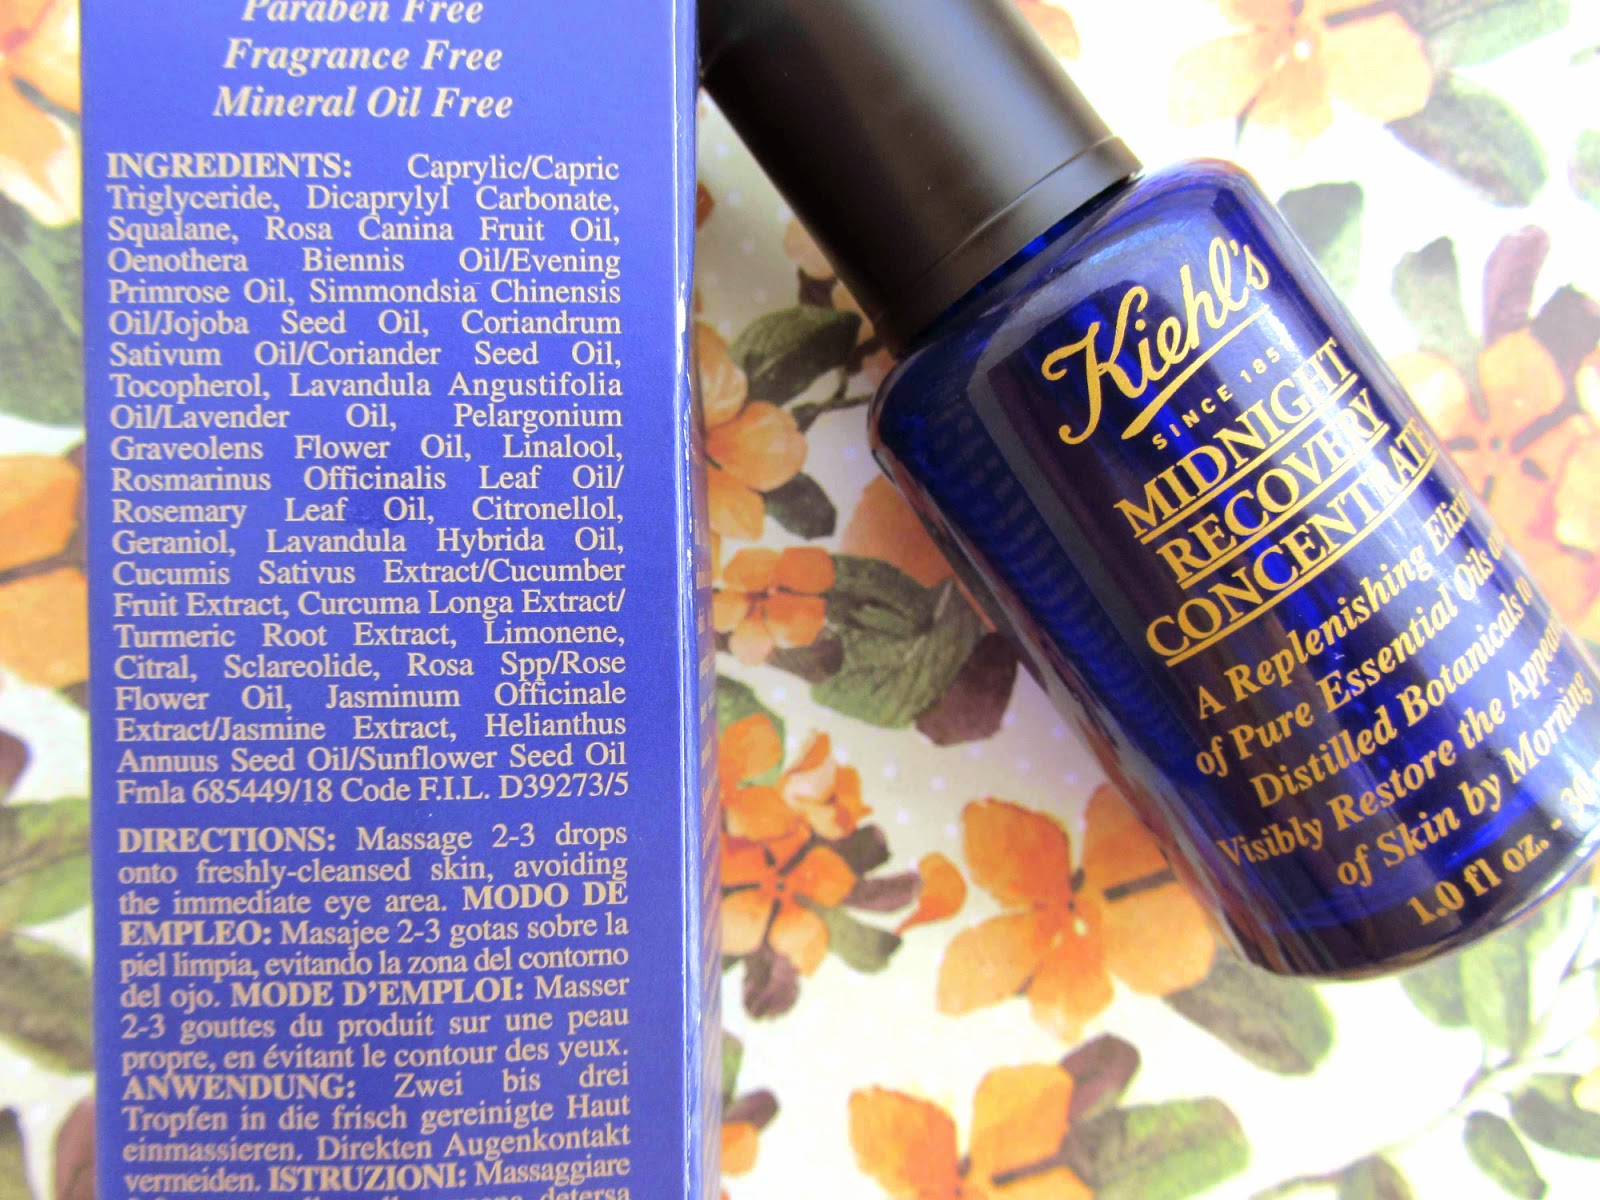 Paraben Free
Fragrance Free
Mineral Oil Free
INGREDIENTS: Caprylic/Capric
Triglyceride, Dicaprylyl Carbonate,
Squalane, Rosa Canina Fruit Oil,
Oenothera Biennis Oil/Evening
Primrose Oil, Simmondsia Chinensis
Oil/Jojoba Seed Oil, Coriandrum
Sativum Oil/Coriander Seed Oil,
Tocopherol, Lavandula Angustifolia
Oil/Lavender Oil, Pelargonium
Graveolens Flower Oil, Linalool,
Rosmarinus Officinalis Leaf Oil/
Rosemary Leaf Oil, Citronellol,
Geraniol, Lavandula Hybrida Oil,
Cucumis Sativus Extract/Cucumber
Fruit Extract, Curcuma Longa Extract/
Turmeric Root Extract, Limonene,
Citral, Sclareolide, Rosa Spp/Rose
Flower Oil, Jasminum Officinale
Extract/Jasmine Extract, Helianthus
Annuus Seed Oil/Sunflower Seed Oil
Fmla 685449/18 Code F.I.L. D39273/5
DIRECTIONS: Massage 2-3 drops
onto freshly-cleansed skin, avoiding
the immediate eye area. MODO DE
EMPLEO: Masajee 2-3 gotas sobre la
piel limpia, evitando la zona del contorno
del ojo. MODE D'EMPLOI: Masser
2-3 gouttes du produit sur une peau
propre, en évitant le contour des yeux.
ANWENDUNG: Zwei bis drei
Tropfen in die frisch gereinigte Haut
einmassieren. Direkten Augenkontakt
vermeiden. ISTRUZIONI: Massaggiare
detersa
Kiehl's
SINCE 185
MIDNIGHT
RECOVERY
CONCENTRATE
A Replenishing Elixir
of Pure Essential Oils
Distilled Botanicals to
Visibly Restore the
of Skin by Morning
1.0 fl oz. - 30